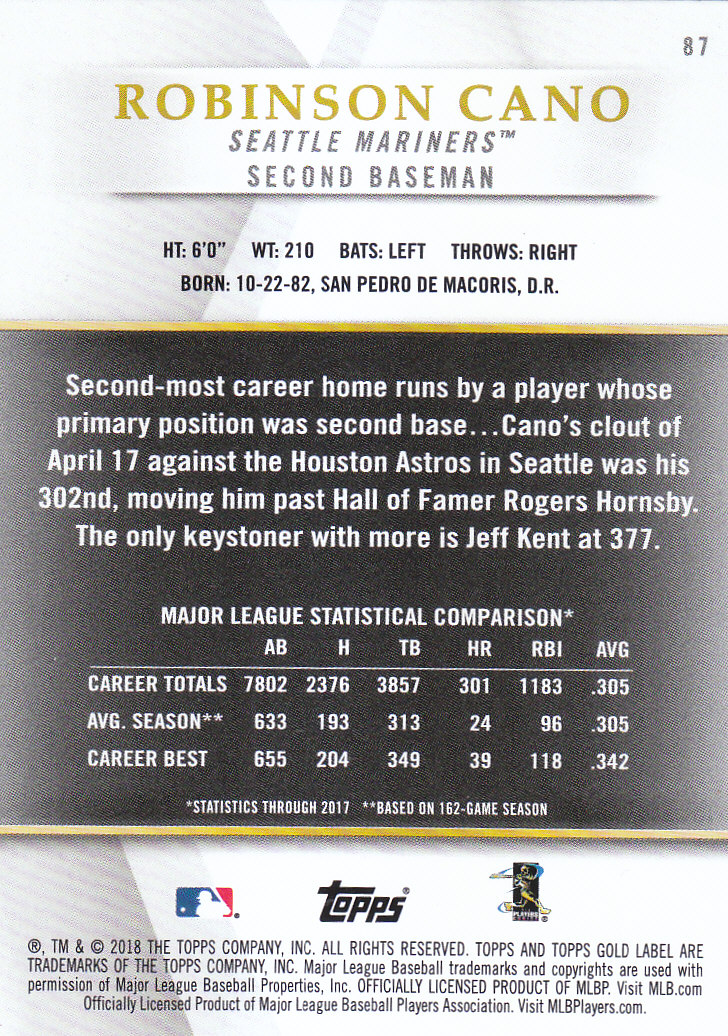 87
ROBINSON CANO
SEATTLE MARINERS™
SECOND BASEMAN
HT: 6'0" WT: 210 BATS: LEFT THROWS: RIGHT
BORN: 10-22-82, SAN PEDRO DE MACORIS, D.R.
Second-most career home runs by a player whose
primary position was second base...Cano's clout of
April 17 against the Houston Astros in Seattle was his
302nd, moving him past Hall of Famer Rogers Hornsby.
The only keystoner with more is Jeff Kent at 377.
MAJOR LEAGUE STATISTICAL COMPARISON*
AB H TB HR RBI AVG
CAREER TOTALS 7802 2376 3857 301 1183 .305
AVG. SEASON** 633 193 313 24 96 .305
CAREER BEST 655 204 349 39 118 .342
*STATISTICS THROUGH 2017 **BASED ON 162-GAME SEASON
topps®
PLAYERS
®, TM & © 2018 THE TOPPS COMPANY, INC. ALL RIGHTS RESERVED. TOPPS AND TOPPS GOLD LABEL ARE
TRADEMARKS OF THE TOPPS COMPANY, INC. Major League Baseball trademarks and copyrights are used with
permission of Major League Baseball Properties, Inc. OFFICIALLY LICENSED PRODUCT OF MLBP. Visit MLB.com
Officially Licensed Product of Major League Baseball Players Association. Visit MLBPlayers.com.